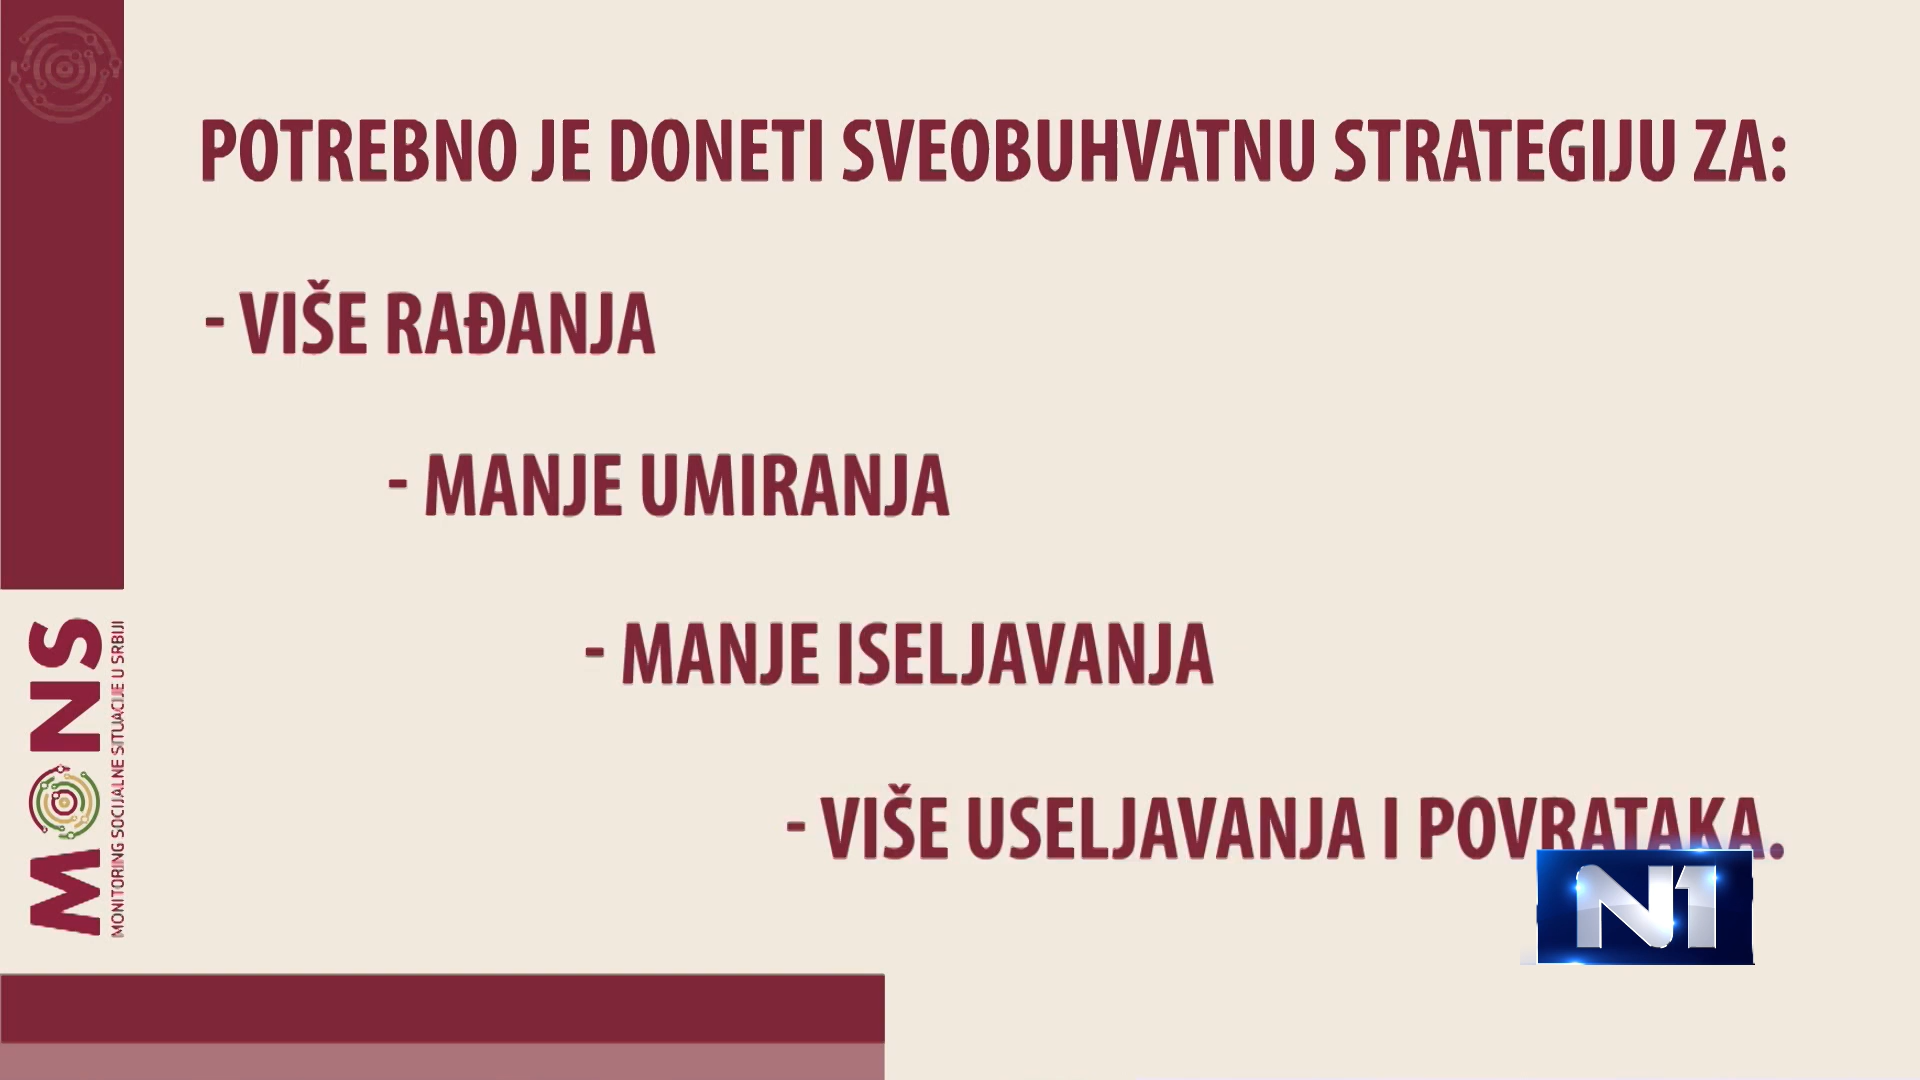 POTREBNO JE DONETI SVEOBUHVATNU STRATEGIJU ZA:
- VIŠE RAĐANJA
- MANJE UMIRANJA
- MANJE ISELJAVANJA
- VIŠE USELJAVANJA I POVRATAKA.
MONS
MONITORING SOCIJALNE SITUACIJE U SRBIJI
N1